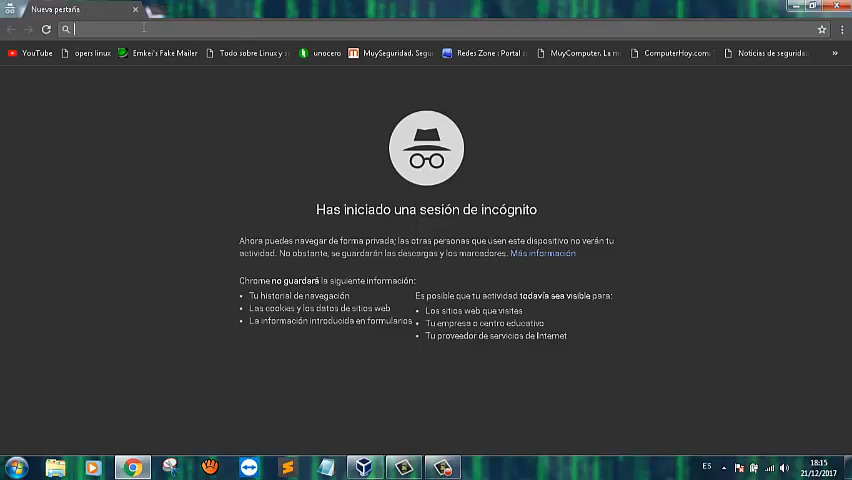 Nueva pestaña
YouTube opers linux Emkei's Fake Mailer Todo sobre Linux y s unocero MuySeguridad. Segu Redes Zone : Portal s MuyComputer. La m ComputerHoy.com: Noticias de segurida »
Has iniciado una sesión de incógnito
Ahora puedes navegar de forma privada; las otras personas que usen este dispositivo no verán tu
actividad. No obstante, se guardarán las descargas y los marcadores. Más información
Chrome no guardará la siguiente información:
• Tu historial de navegación
• Las cookies y los datos de sitios web
• La información introducida en formularios
Es posible que tu actividad todavía sea visible para:
• Los sitios web que visites
• Tu empresa o centro educativo
• Tu proveedor de servicios de Internet
ES
18:15
21/12/2017